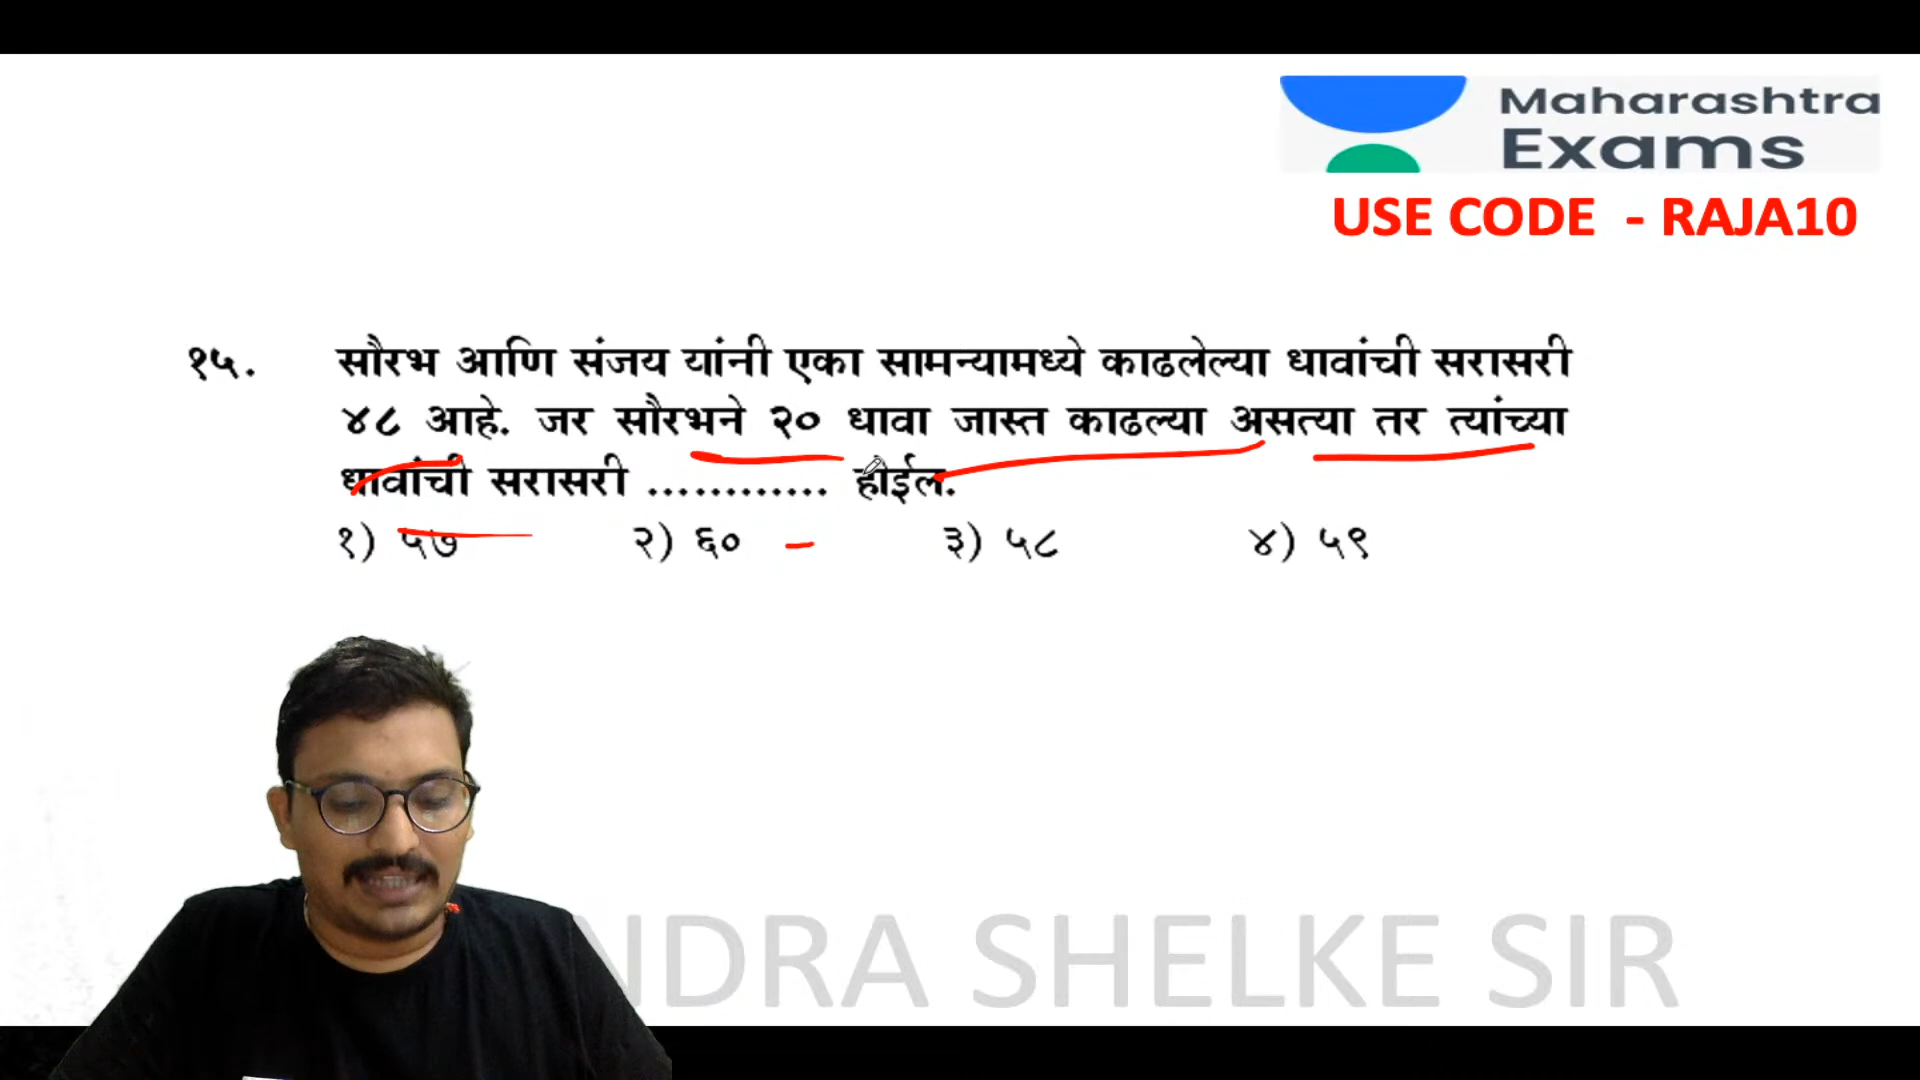 Maharashtra
Exams
USE CODE - RAJA10
१५. सौरभ आणि संजय यांनी एका सामन्यामध्ये काढलेल्या धावांची सरासरी
४८ आहे. जर सौरभने २० धावा जास्त काढल्या असत्या तर त्यांच्या
धावांची सरासरी ............ होईल.
१) ५७ २) ६० ३) ५८ ४) ५९
NDRA SHELKE SIR